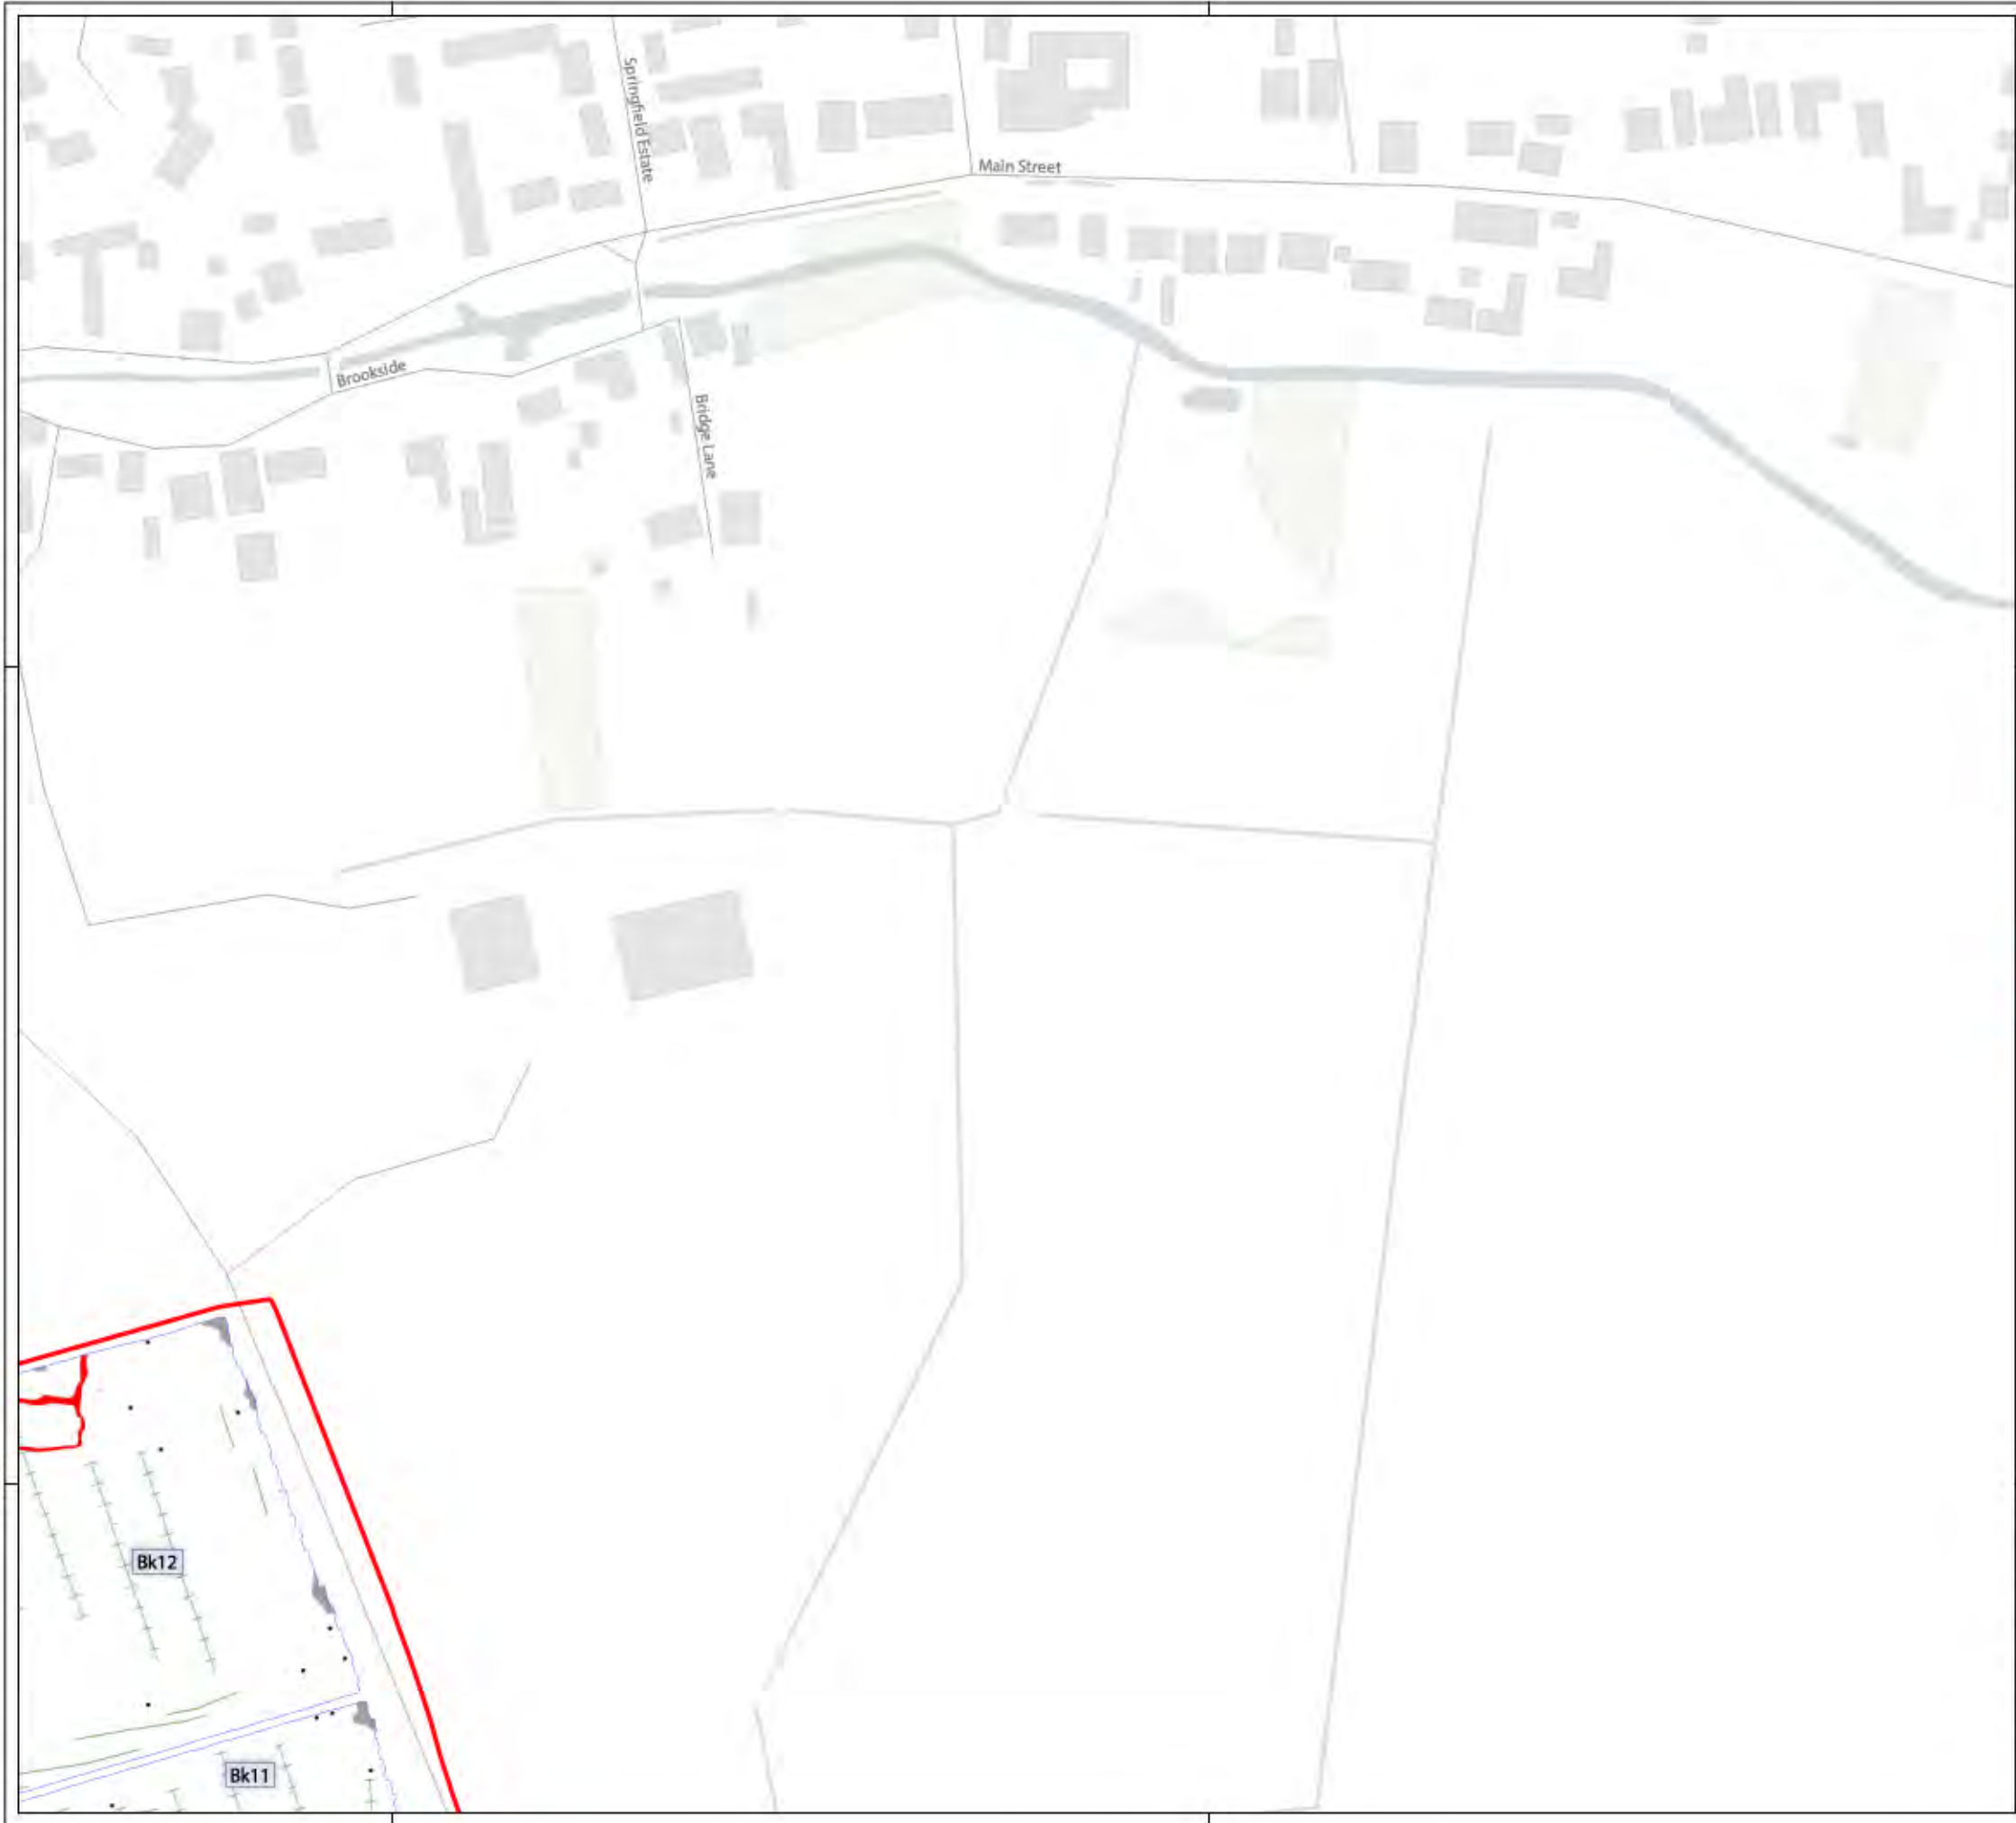 Springfield Estate
Main Street
Brookside
Bridge Lane
Bk12
Bk11